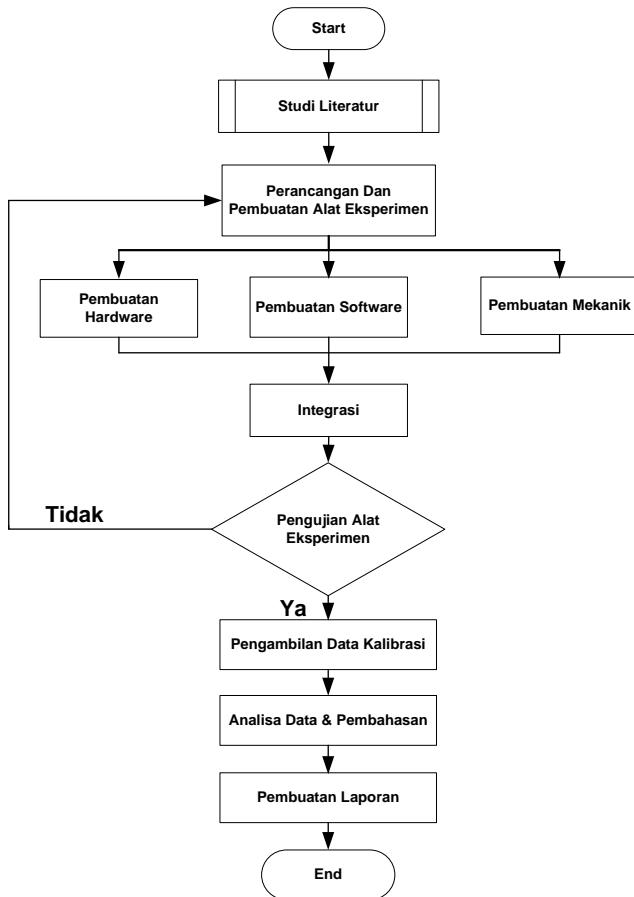 Start
Studi Literatur
Perancangan Dan
Pembuatan Alat Eksperimen
Pembuatan
Hardware
Pembuatan Software
Pembuatan Mekanik
Integrasi
Tidak
Pengujian Alat
Eksperimen
Ya
Pengambilan Data Kalibrasi
Analisa Data & Pembahasan
Pembuatan Laporan
End